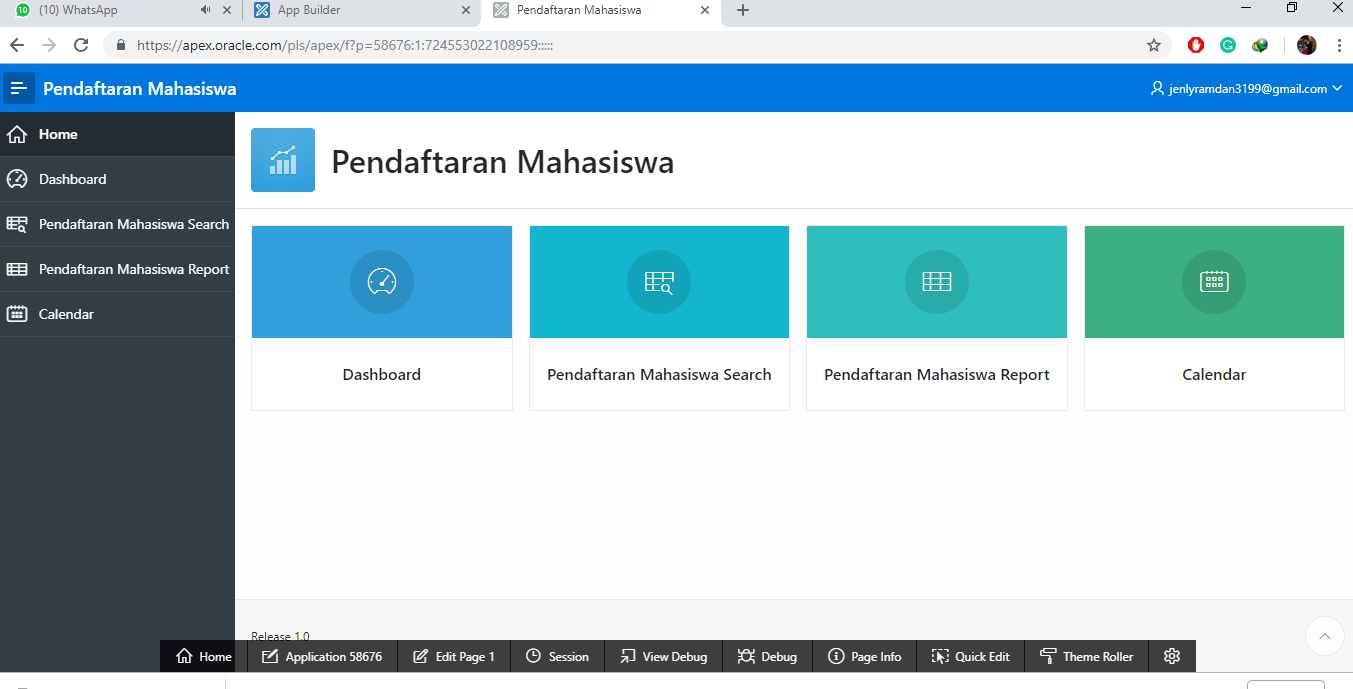 (10) WhatsApp
App Builder
Pendaftaran Mahasiswa
https://apex.oracle.com/pls/apex/f?p=58676:1:724553022108959:::::
Pendaftaran Mahasiswa
jenlyramdan3199@gmail.com
Home
Dashboard
Pendaftaran Mahasiswa Search
Pendaftaran Mahasiswa Report
Calendar
Pendaftaran Mahasiswa
Dashboard
Pendaftaran Mahasiswa Search
Pendaftaran Mahasiswa Report
Calendar
Release 1.0
Home
Application 58676
Edit Page 1
Session
View Debug
Debug
Page Info
Quick Edit
Theme Roller